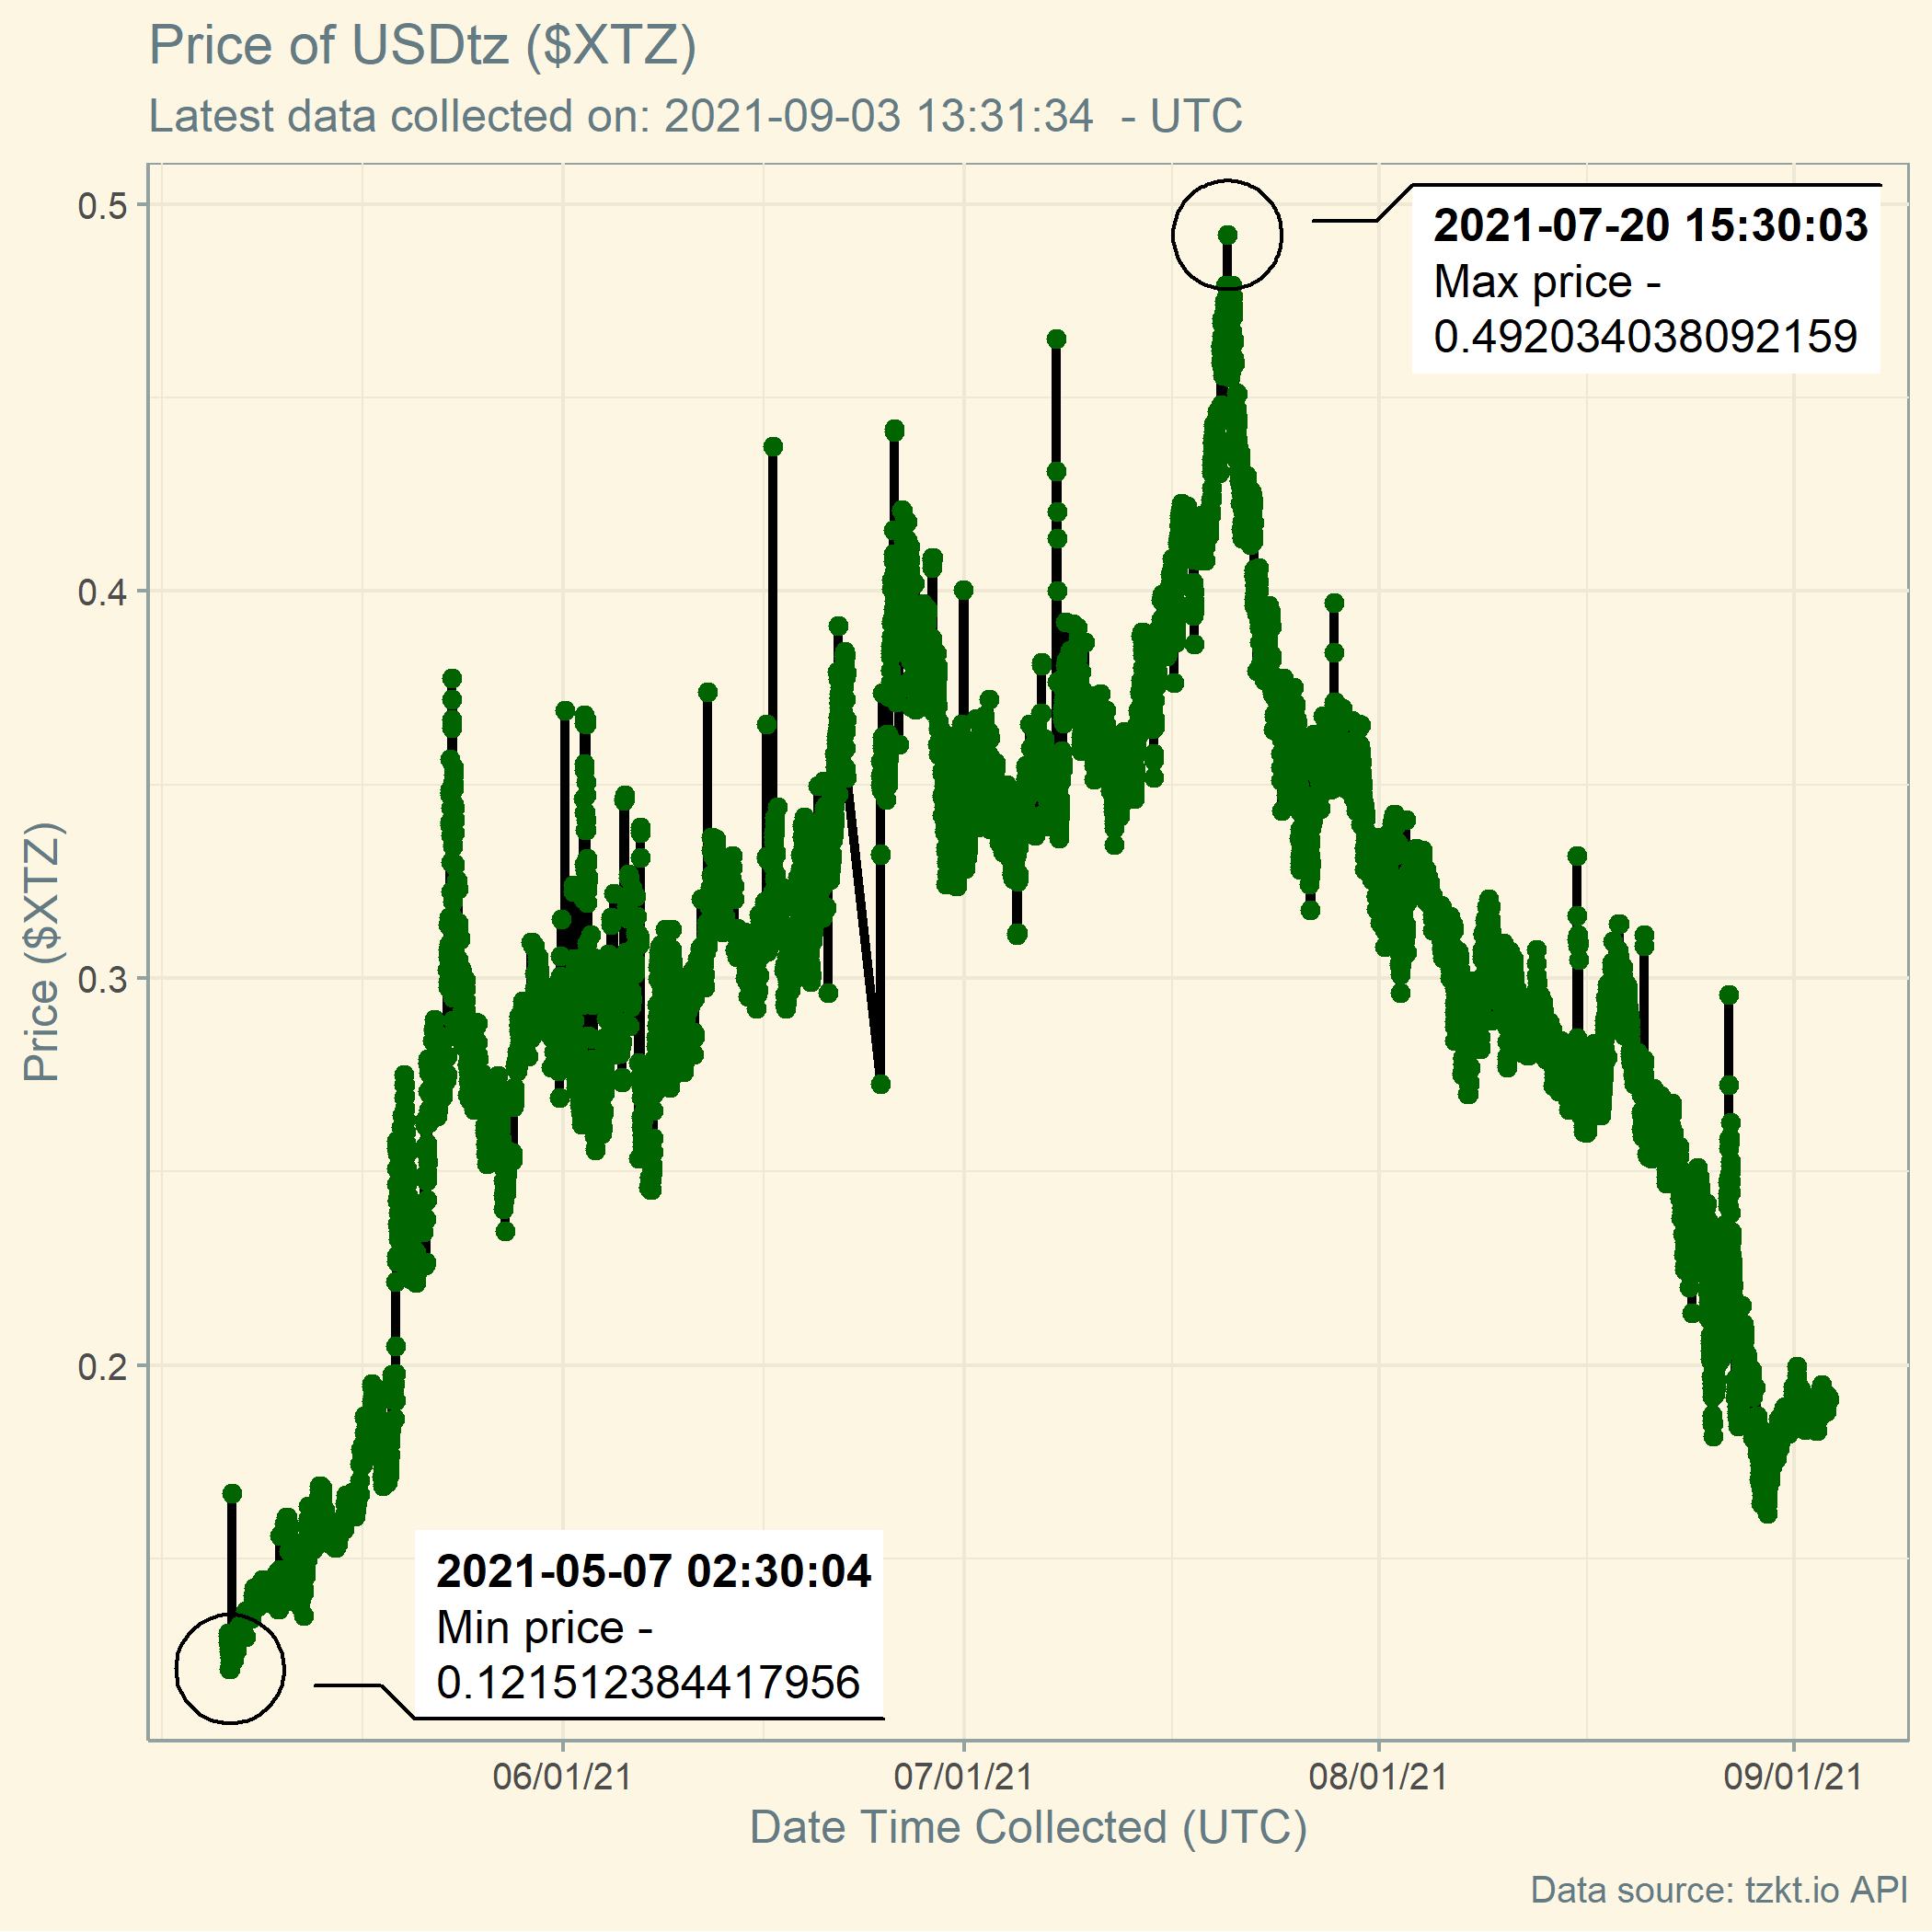 Price of USDtz ($XTZ)
Latest data collected on: 2021-09-03 13:31:34  - UTC
Price ($XTZ)
0.5
0.4
0.3
0.2
2021-07-20 15:30:03
Max price -
0.492034038092159
2021-05-07 02:30:04
Min price -
0.121512384417956
06/01/21
07/01/21
08/01/21
09/01/21
Date Time Collected (UTC)
Data source: tzkt.io API